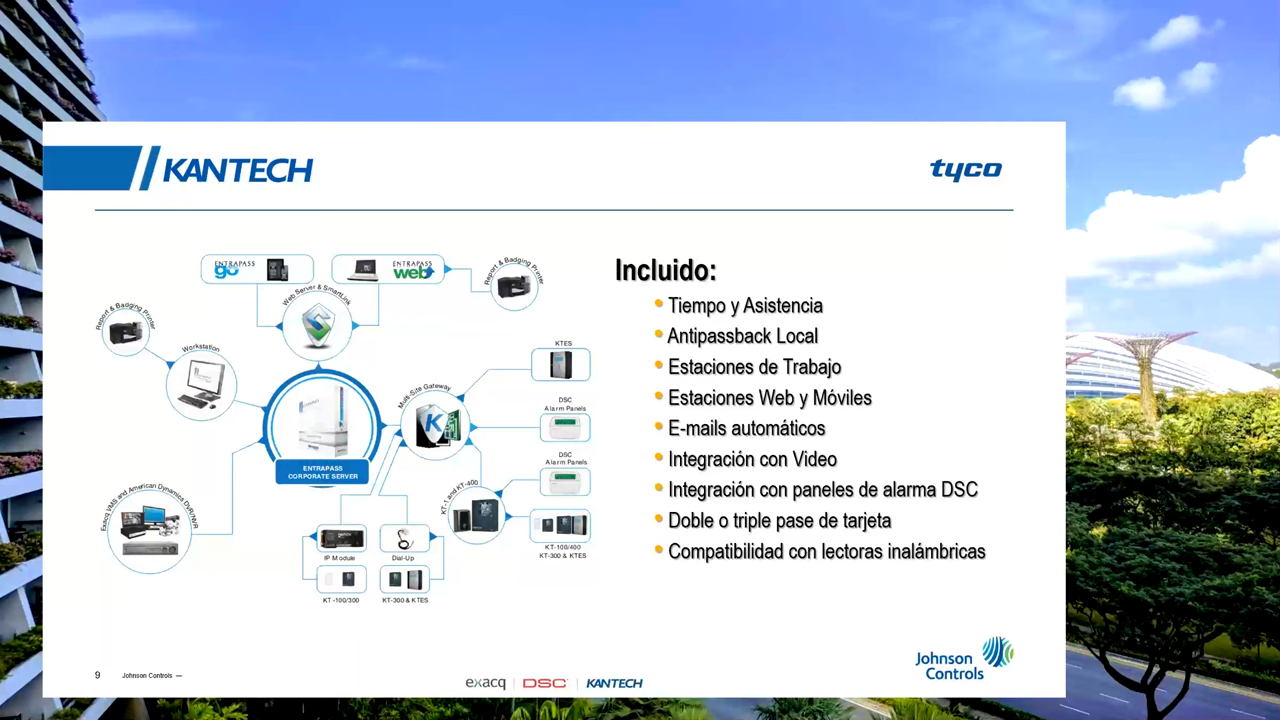 KANTECH
tyco
ENTRAPASS
go
ENTRAPASS
web
Report & Badging Printer
Web Server & SmartLink
Report & Badging Printer
Workstation
KTES
Multi-Site Gateway
DSC
Alarm Panels
ENTRAPASS
CORPORATE SERVER
DSC
Alarm Panels
KT-1 and KT-400
Exacq VMS and American Dynamics DVR/NVR
IP Module
Dial-Up
KT-100/400
KT-300 & KTES
KT -100/300
KT-300 & KTES
Incluido:
• Tiempo y Asistencia
• Antipassback Local
• Estaciones de Trabajo
• Estaciones Web y Móviles
• E-mails automáticos
• Integración con Video
• Integración con paneles de alarma DSC
• Doble o triple pase de tarjeta
• Compatibilidad con lectoras inalámbricas
9
Johnson Controls —
exacq | DSC | KANTECH
Johnson
Controls